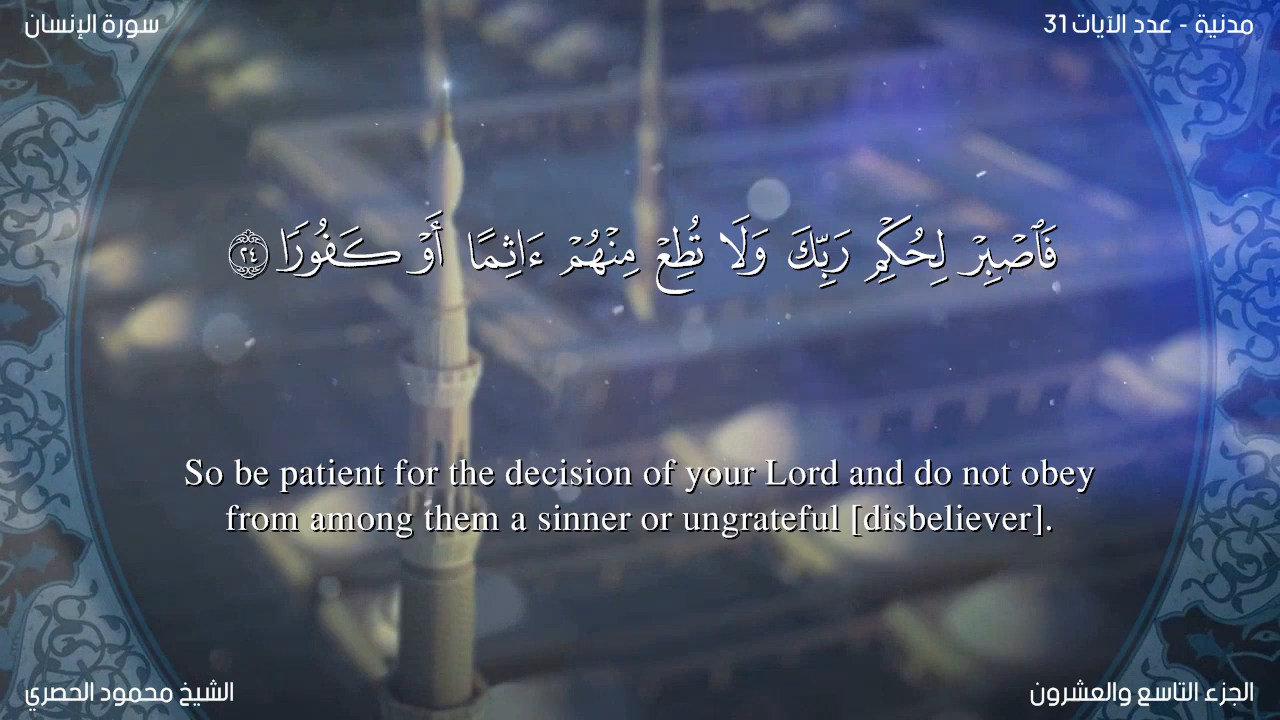 سورة الإنسان
مدنية - عدد الآيات 31
فَٱصۡبِرۡ لِحُكۡمِ رَبِّكَ وَلَا تُطِعۡ مِنۡهُمۡ ءَاثِمًا أَوۡ كَفُورٗا ٢٤
So be patient for the decision of your Lord and do not obey
from among them a sinner or ungrateful [disbeliever].
الشيخ محمود الحصري
الجزء التاسع والعشرون